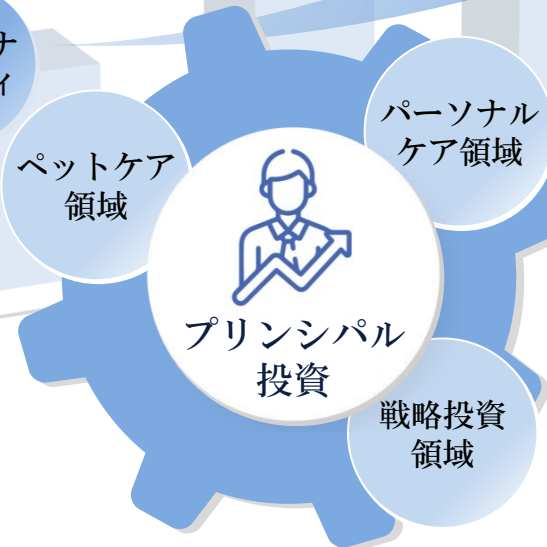 ペットケア
領域
パーソナル
ケア領域
プリンシパル
投資
戦略投資
領域